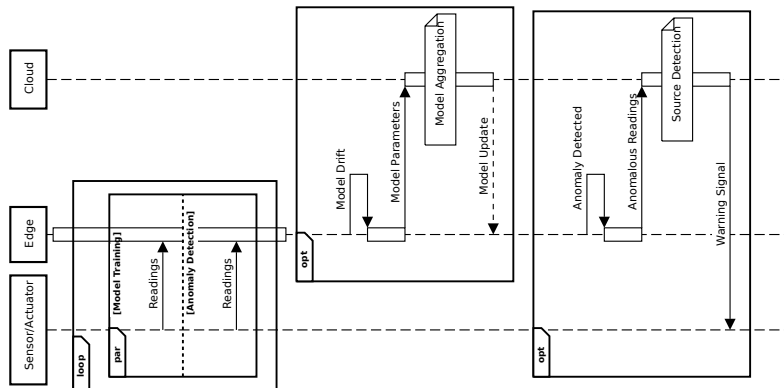 Sensor/Actuator
Edge
Cloud
loop
par
[Model Training]
Readings
[Anomaly Detection]
Readings
opt
Model Drift
Model Parameters
Model Aggregation
Model Update
opt
Anomaly Detected
Anomalous Readings
Source Detection
Warning Signal